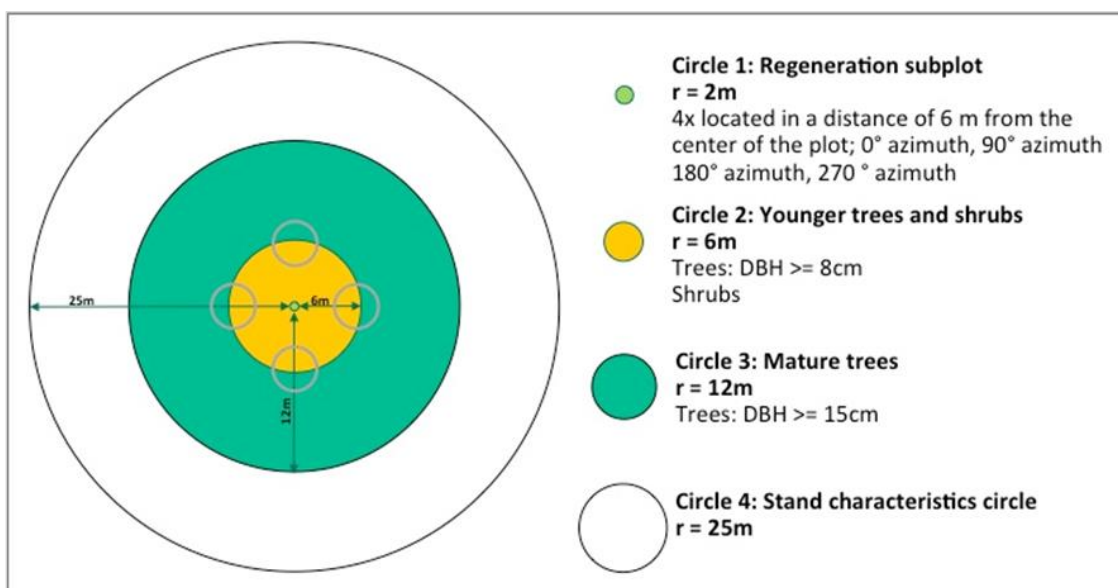 Circle 1: Regeneration subplot
r = 2m
4x located in a distance of 6 m from the
center of the plot; 0° azimuth, 90° azimuth
180° azimuth, 270 ° azimuth
Circle 2: Younger trees and shrubs
r = 6m
Trees: DBH >= 8cm
Shrubs
25m
6m
12m
Circle 3: Mature trees
r = 12m
Trees: DBH >= 15cm
Circle 4: Stand characteristics circle
r = 25m